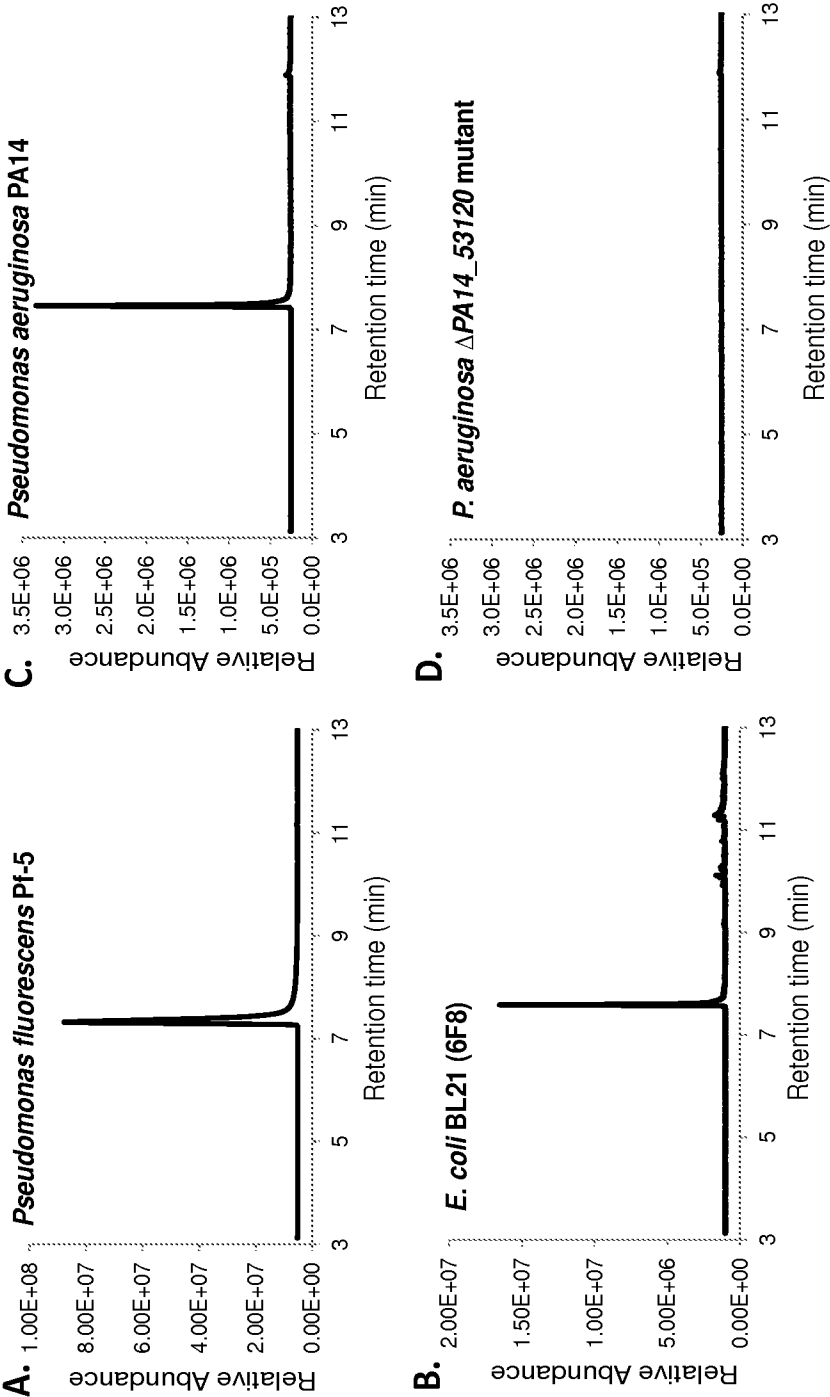 A.
Pseudomonas fluorescens Pf-5
Relative Abundance
1.00E+08
8.00E+07
6.00E+07
4.00E+07
2.00E+07
0.00E+00
3 5 7 9 11 13
Retention time (min)
C.
Pseudomonas aeruginosa PA14
Relative Abundance
3.5E+06
3.0E+06
2.5E+06
2.0E+06
1.5E+06
1.0E+06
5.0E+05
0.0E+00
3 5 7 9 11 13
Retention time (min)
B.
E. coli BL21 (6F8)
Relative Abundance
2.00E+07
1.50E+07
1.00E+07
5.00E+06
0.00E+00
3 5 7 9 11 13
Retention time (min)
D.
P. aeruginosa ΔPA14_53120 mutant
Relative Abundance
3.5E+06
3.0E+06
2.5E+06
2.0E+06
1.5E+06
1.0E+06
5.0E+05
0.0E+00
3 5 7 9 11 13
Retention time (min)